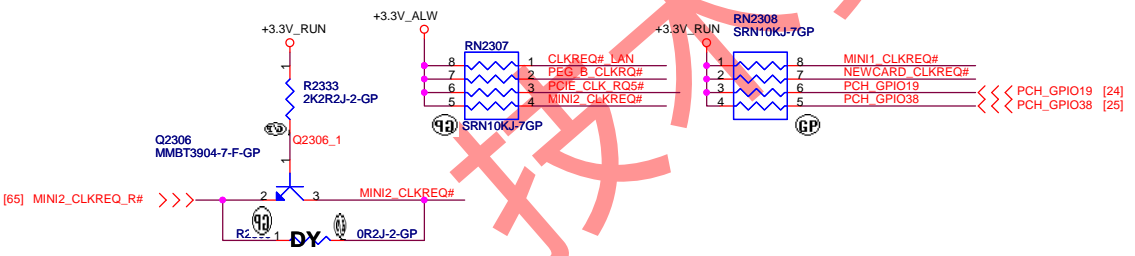 +3.3V_RUN
R2333
2K2R2J-2-GP
Q2306_1
Q2306
MMBT3904-7-F-GP
1
1
2
3
[65] MINI2_CLKREQ_R#
MINI2_CLKREQ#
1
DY
0R2J-2-GP
+3.3V_ALW
RN2307
8 1 CLKREQ#_LAN
7 2 PEG_B_CLKRQ#
6 3 PCIE_CLK_RQ5#
5 4 MINI2_CLKREQ#
SRN10KJ-7GP
GP
+3.3V_RUN
RN2308
SRN10KJ-7GP
1 8 MINI1_CLKREQ#
2 7 NEWCARD_CLKREQ#
3 6 PCH_GPIO19
4 5 PCH_GPIO38
PCH_GPIO19 [24]
PCH_GPIO38 [25]
GP
技术